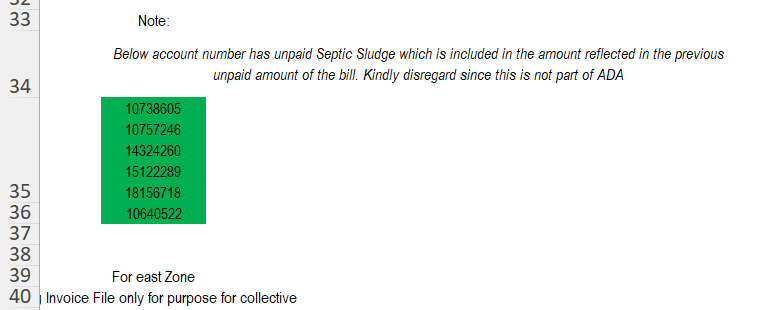 33 Note:
Below account number has unpaid Septic Sludge which is included in the amount reflected in the previous
34 unpaid amount of the bill. Kindly disregard since this is not part of ADA
10738605
10757246
14324260
15122289
35 18156718
36 10640522
37
38
39 For east Zone
40 Invoice File only for purpose for collective